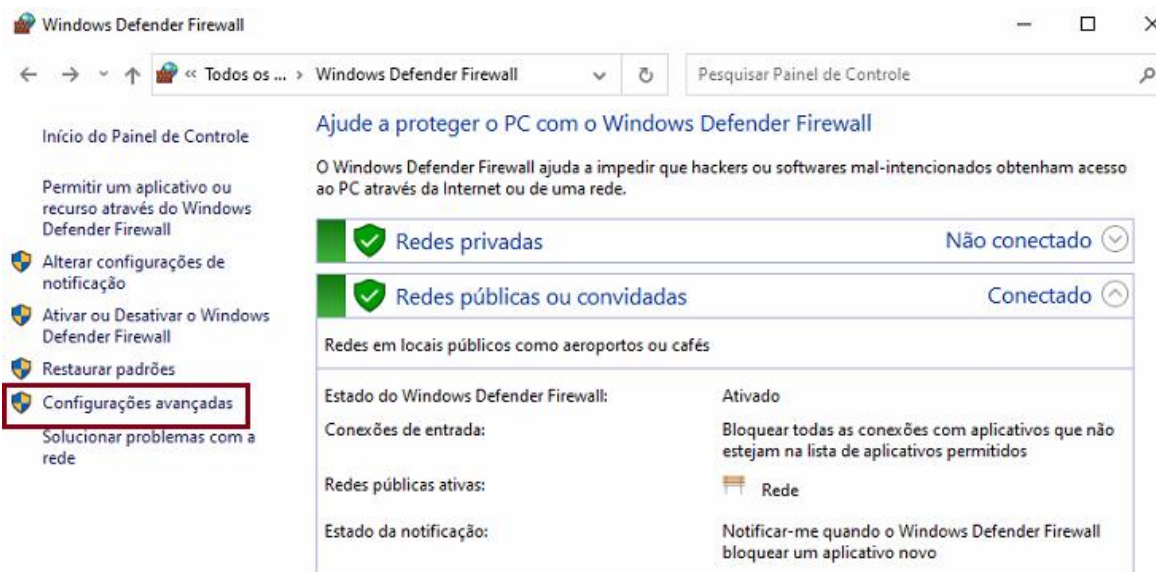 Windows Defender Firewall
« Todos os ... › Windows Defender Firewall
Pesquisar Painel de Controle
Início do Painel de Controle
Permitir um aplicativo ou
recurso através do Windows
Defender Firewall
Alterar configurações de
notificação
Ativar ou Desativar o Windows
Defender Firewall
Restaurar padrões
Configurações avançadas
Solucionar problemas com a
rede
Ajude a proteger o PC com o Windows Defender Firewall
O Windows Defender Firewall ajuda a impedir que hackers ou softwares mal-intencionados obtenham acesso
ao PC através da Internet ou de uma rede.
Redes privadas Não conectado
Redes públicas ou convidadas Conectado
Redes em locais públicos como aeroportos ou cafés
Estado do Windows Defender Firewall: Ativado
Conexões de entrada: Bloquear todas as conexões com aplicativos que não
estejam na lista de aplicativos permitidos
Redes públicas ativas: Rede
Estado da notificação: Notificar-me quando o Windows Defender Firewall
bloquear um aplicativo novo